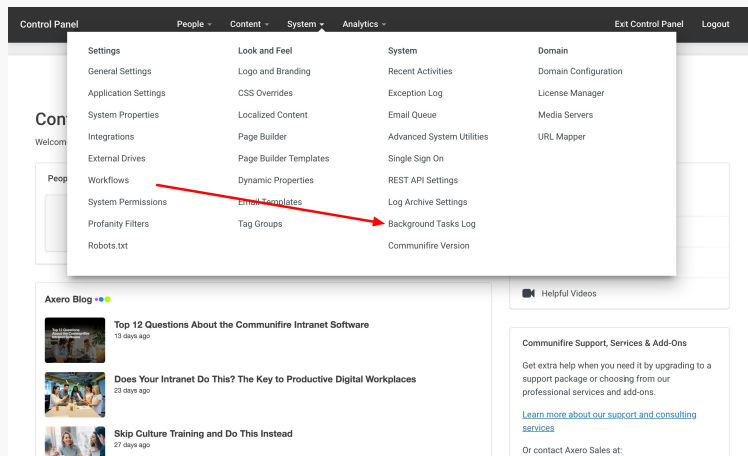 Control Panel
People
Content
System
Analytics
Exit Control Panel
Logout
Settings
General Settings
Application Settings
System Properties
Integrations
External Drives
Workflows
System Permissions
Profanity Filters
Robots.txt
Look and Feel
Logo and Branding
CSS Overrides
Localized Content
Page Builder
Page Builder Templates
Dynamic Properties
Email Templates
Tag Groups
System
Recent Activities
Exception Log
Email Queue
Advanced System Utilities
Single Sign On
REST API Settings
Log Archive Settings
Background Tasks Log
Communifire Version
Domain
Domain Configuration
License Manager
Media Servers
URL Mapper
Con
Welcom
Peop
Axero Blog
Top 12 Questions About the Communifire Intranet Software
13 days ago
Does Your Intranet Do This? The Key to Productive Digital Workplaces
23 days ago
Skip Culture Training and Do This Instead
27 days ago
Helpful Videos
Communifire Support, Services & Add-Ons
Get extra help when you need it by upgrading to a
support package or choosing from our
professional services and add-ons.
Learn more about our support and consulting
services
Or contact Axero Sales at: